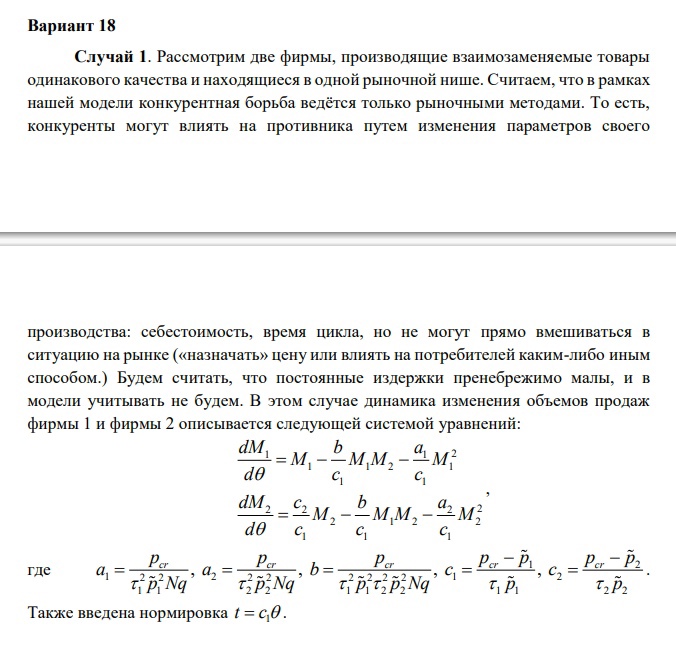 Вариант 18
Случай 1. Рассмотрим две фирмы, производящие взаимозаменяемые товары
одинакового качества и находящиеся в одной рыночной нише. Считаем, что в рамках
нашей модели конкурентная борьба ведётся только рыночными методами. То есть,
конкуренты могут влиять на противника путем изменения параметров своего
производства: себестоимость, время цикла, но не могут прямо вмешиваться в
ситуацию на рынке («назначать» цену или влиять на потребителей каким-либо иным
способом.) Будем считать, что постоянные издержки пренебрежимо малы, и в
модели учитывать не будем. В этом случае динамика изменения объемов продаж
фирмы 1 и фирмы 2 описывается следующей системой уравнений:
$\frac{dM_1}{d\theta} = M_1 - \frac{b}{c_1} M_1 M_2 - \frac{a_1}{c_1} M_1^2$
$\frac{dM_2}{d\theta} = \frac{c_2}{c_1} M_2 - \frac{b}{c_1} M_1 M_2 - \frac{a_2}{c_1} M_2^2$,
где $a_1 = \frac{p_{cr}}{\tau_1^2 \tilde{p}_1^2 Nq}$, $a_2 = \frac{p_{cr}}{\tau_2^2 \tilde{p}_2^2 Nq}$, $b = \frac{p_{cr}}{\tau_1^2 \tilde{p}_1^2 \tau_2^2 \tilde{p}_2^2 Nq}$, $c_1 = \frac{p_{cr} - \tilde{p}_1}{\tau_1 \tilde{p}_1}$, $c_2 = \frac{p_{cr} - \tilde{p}_2}{\tau_2 \tilde{p}_2}$.
Также введена нормировка $t = c_1 \theta$.